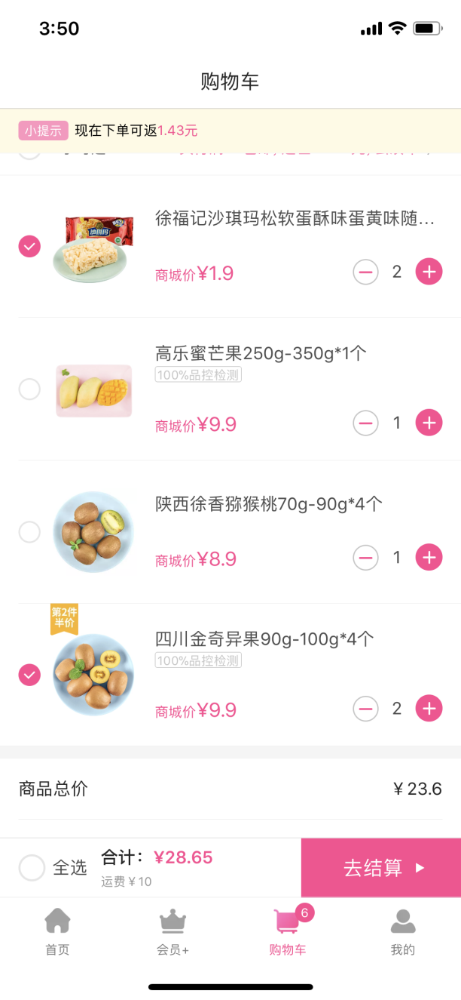 3:50
购物车
小提示 现在下单可返1.43元
沙琪玛
徐福记沙琪玛松软蛋酥味蛋黄味随...
商城价¥1.9
2
高乐蜜芒果250g-350g*1个
100%品控检测
商城价¥9.9
1
陕西徐香猕猴桃70g-90g*4个
商城价¥8.9
1
第2件
半价
四川金奇异果90g-100g*4个
100%品控检测
商城价¥9.9
2
商品总价 ¥ 23.6
全选 合计：¥28.65
运费 ¥ 10
去结算
6
首页 会员+ 购物车 我的